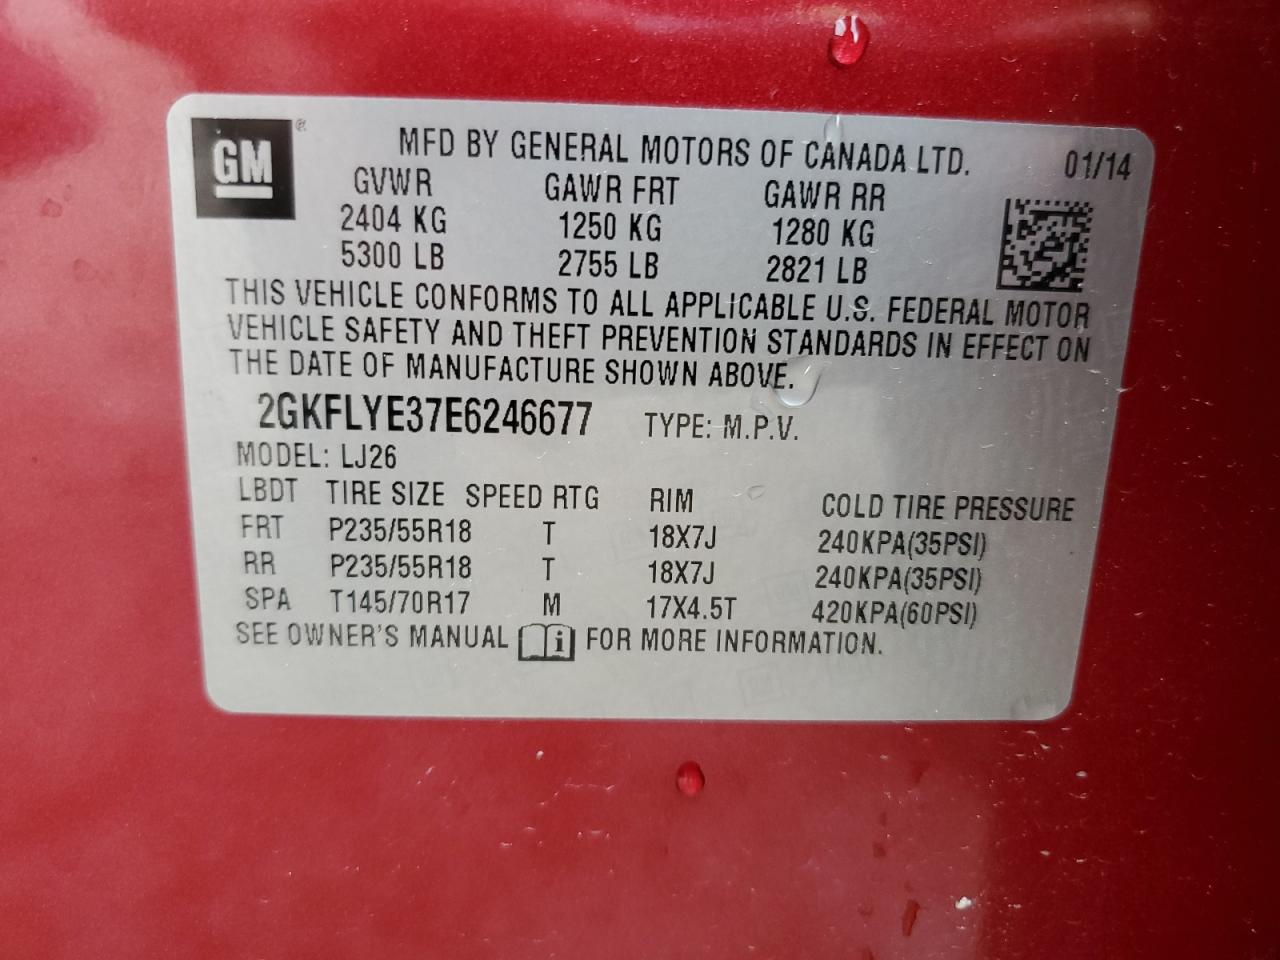 GM ®
MFD BY GENERAL MOTORS OF CANADA LTD. 01/14
GVWR GAWR FRT GAWR RR
2404 KG 1250 KG 1280 KG
5300 LB 2755 LB 2821 LB
THIS VEHICLE CONFORMS TO ALL APPLICABLE U.S. FEDERAL MOTOR
VEHICLE SAFETY AND THEFT PREVENTION STANDARDS IN EFFECT ON
THE DATE OF MANUFACTURE SHOWN ABOVE.
2GKFLYE37E6246677 TYPE: M.P.V.
MODEL: LJ26
LBDT TIRE SIZE SPEED RTG RIM COLD TIRE PRESSURE
FRT P235/55R18 T 18X7J 240KPA(35PSI)
RR P235/55R18 T 18X7J 240KPA(35PSI)
SPA T145/70R17 M 17X4.5T 420KPA(60PSI)
SEE OWNER'S MANUAL i FOR MORE INFORMATION.